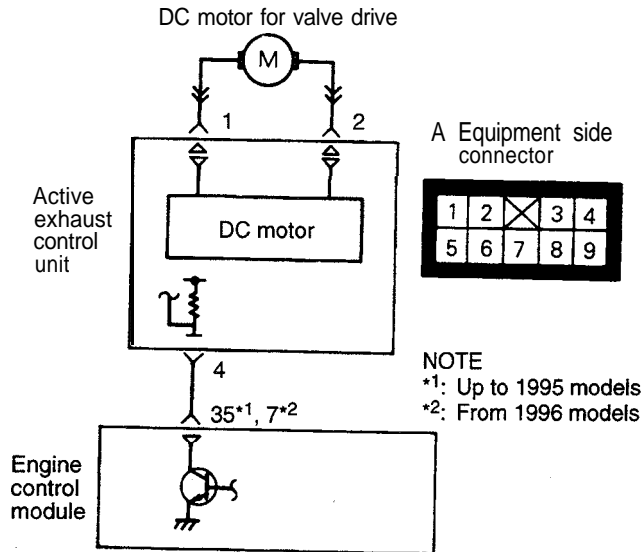 DC motor for valve drive
M
1
2
A Equipment side
connector
Active
exhaust
control
unit
DC motor
1 2 3 4
5 6 7 8 9
4
NOTE
*1: Up to 1995 models
*2: From 1996 models
35*1, 7*2
Engine
control
module